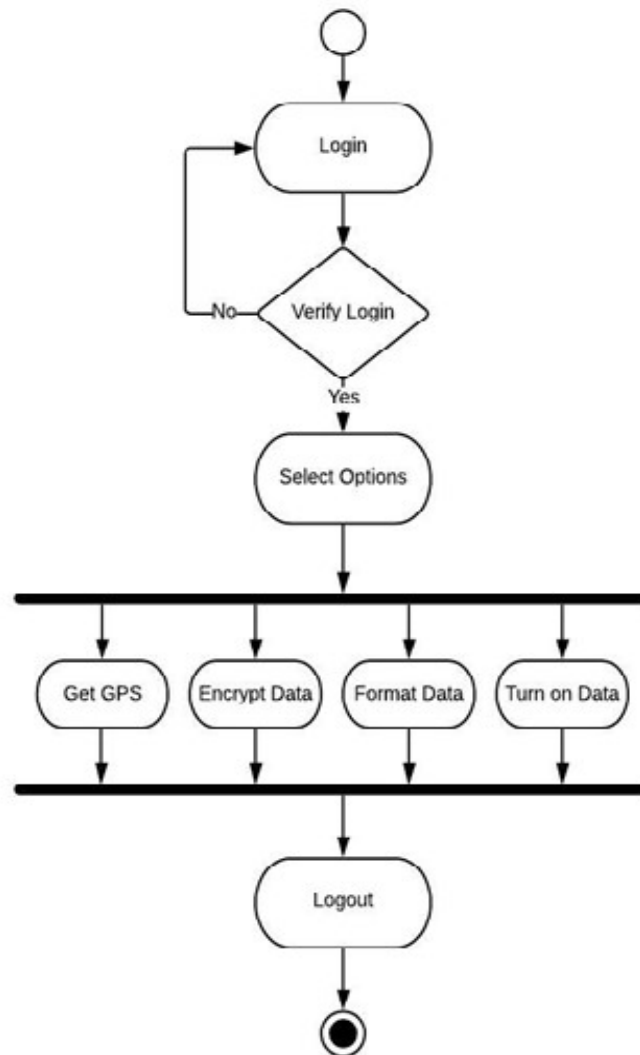 Login
Verify Login
No
Yes
Select Options
Get GPS
Encrypt Data
Format Data
Turn on Data
Logout